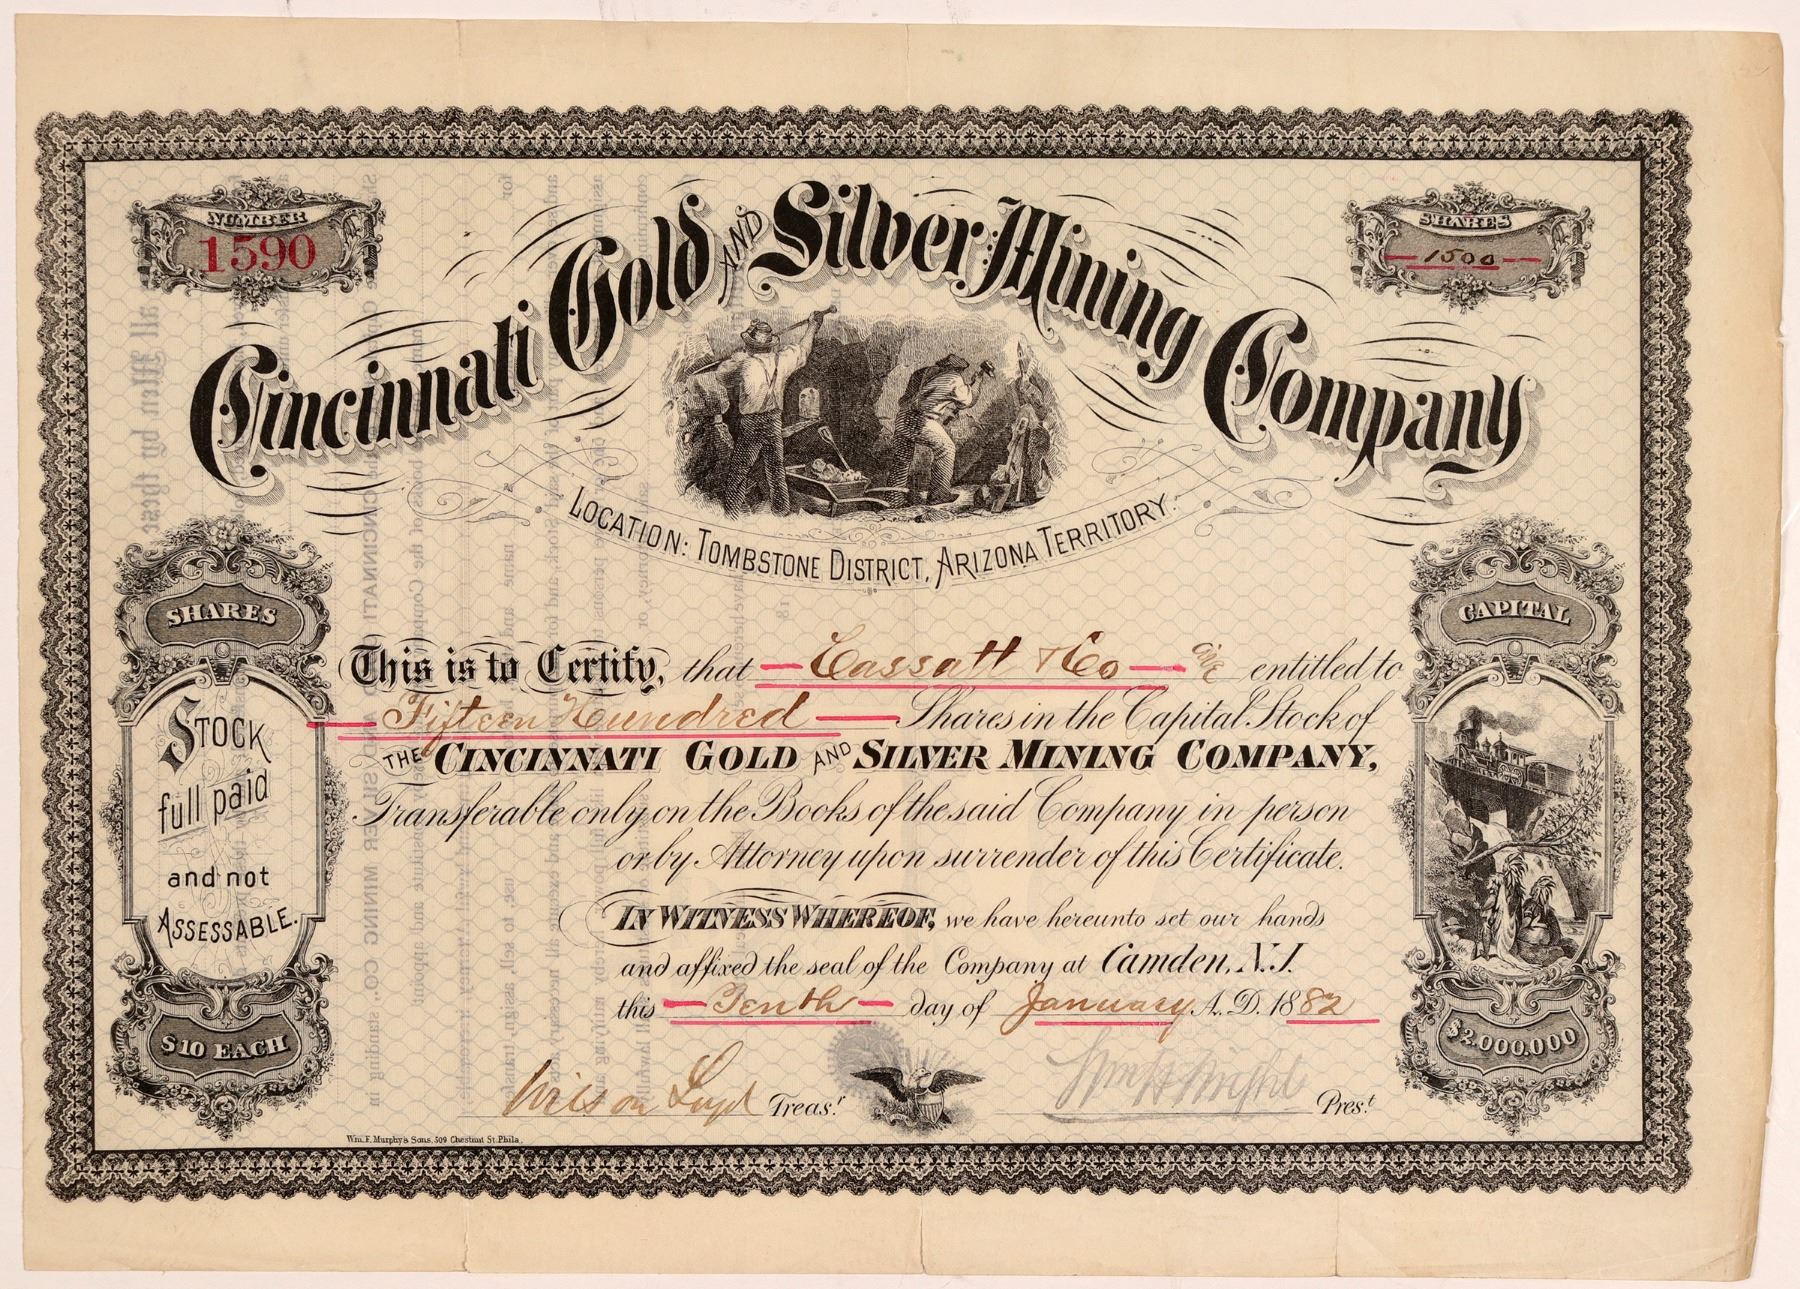 NUMBER
1590
SHARES
1500
Cincinnati Gold AND Silver Mining Company
LOCATION: TOMBSTONE DISTRICT, ARIZONA TERRITORY.
SHARES
STOCK
full paid
and not
ASSESSABLE.
$10 EACH
CAPITAL
$2.000.000
This is to Certify, that Cassatt & Co are entitled to
Fifteen Hundred Shares in the Capital Stock of
THE CINCINNATI GOLD AND SILVER MINING COMPANY,
Transferable only on the Books of the said Company in person
or by Attorney upon surrender of this Certificate.
IN WITNESS WHEREOF, we have hereunto set our hands
and affixed the seal of the Company at Camden, N.J.
this Tenth day of January A.D. 1882
Wilson Loyd Treas.r
Wm H Wright Pres.t
Wm. F. Murphy's Sons. 509 Chestnut St. Phila.